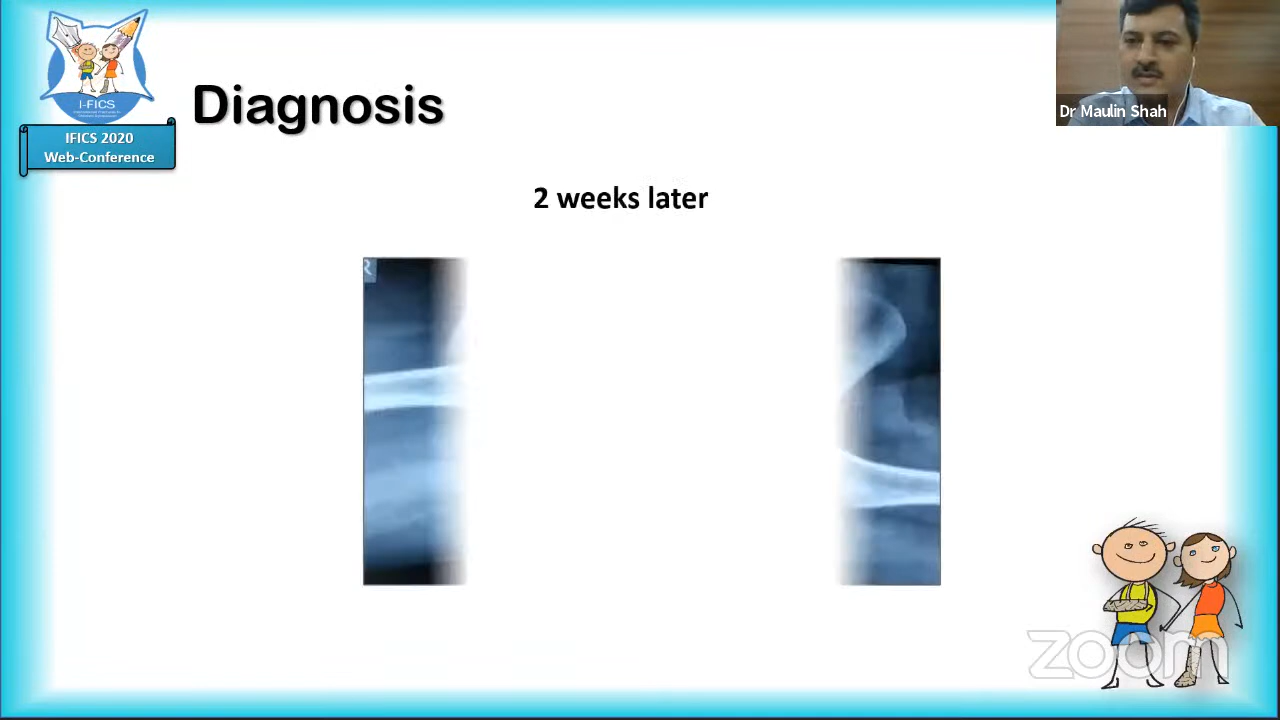 I-FICS
IFICS 2020
Web-Conference
Diagnosis
Dr Maulin Shah
2 weeks later
R
zoom